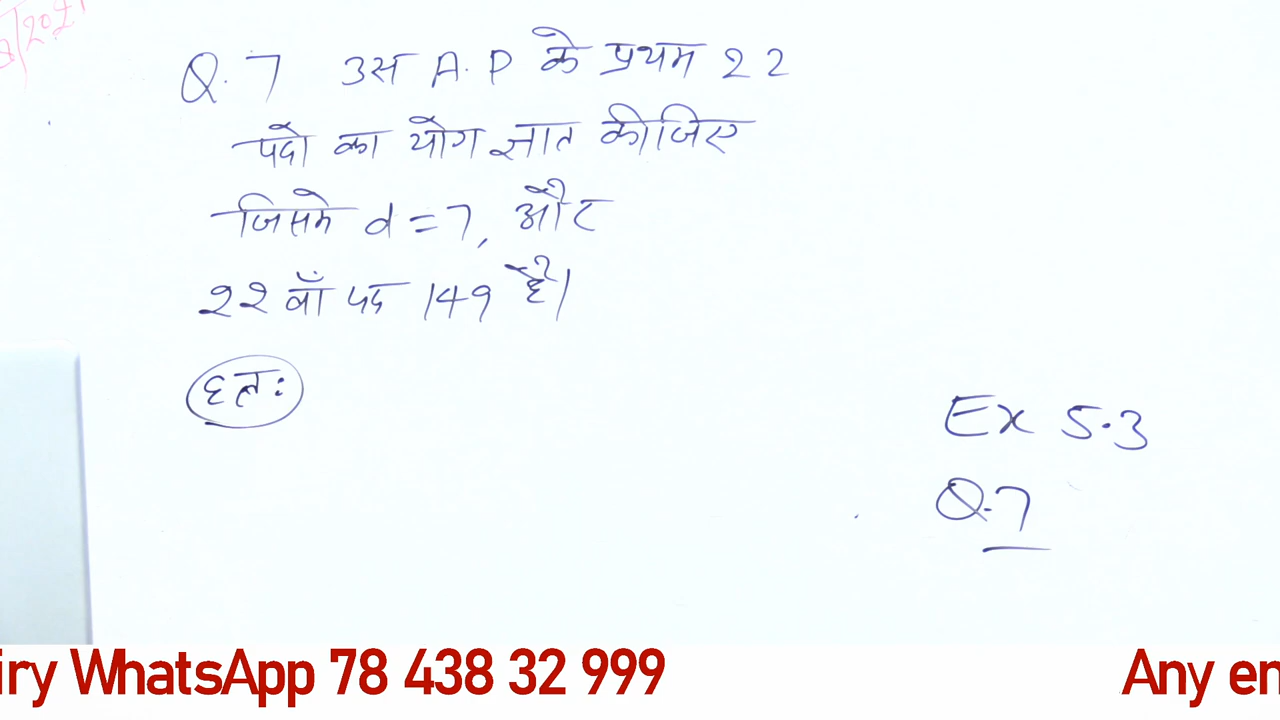 Q. 7 उस A.P के प्रथम 22
पदो का योग ज्ञात कीजिए
जिसमे d = 7, और
22 वाँ पद 149 है।
हल:
Ex 5.3
Q.7
iry WhatsApp 78 438 32 999
Any en